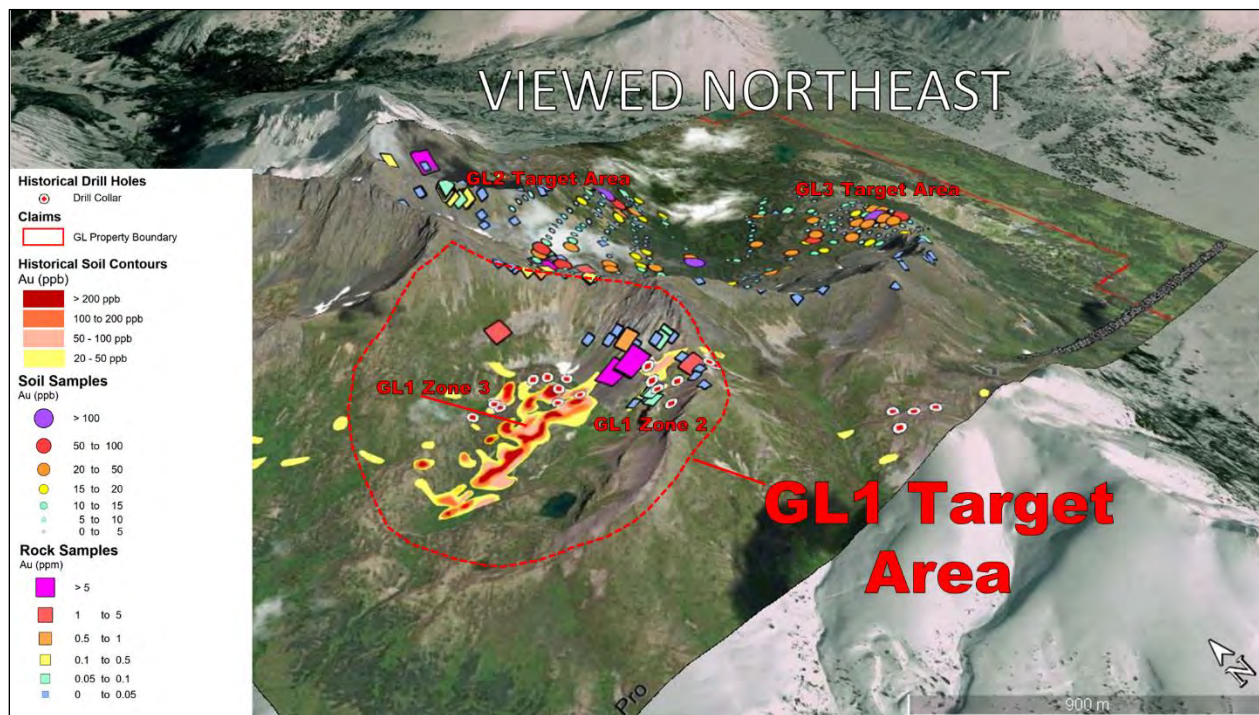 VIEWED NORTHEAST
GL2 Target Area
GL3 Target Area
Historical Drill Holes
Drill Collar
Claims
GL Property Boundary
Historical Soil Contours
Au (ppb)
> 200 ppb
100 to 200 ppb
50 - 100 ppb
20 - 50 ppb
Soil Samples
Au (ppb)
> 100
50 to 100
20 to 50
15 to 20
10 to 15
5 to 10
0 to 5
Rock Samples
Au (ppm)
> 5
1 to 5
0.5 to 1
0.1 to 0.5
0.05 to 0.1
0 to 0.05
GL1 Zone 3
GL1 Zone 2
GL1 Target
Area
N
Pro
900 m